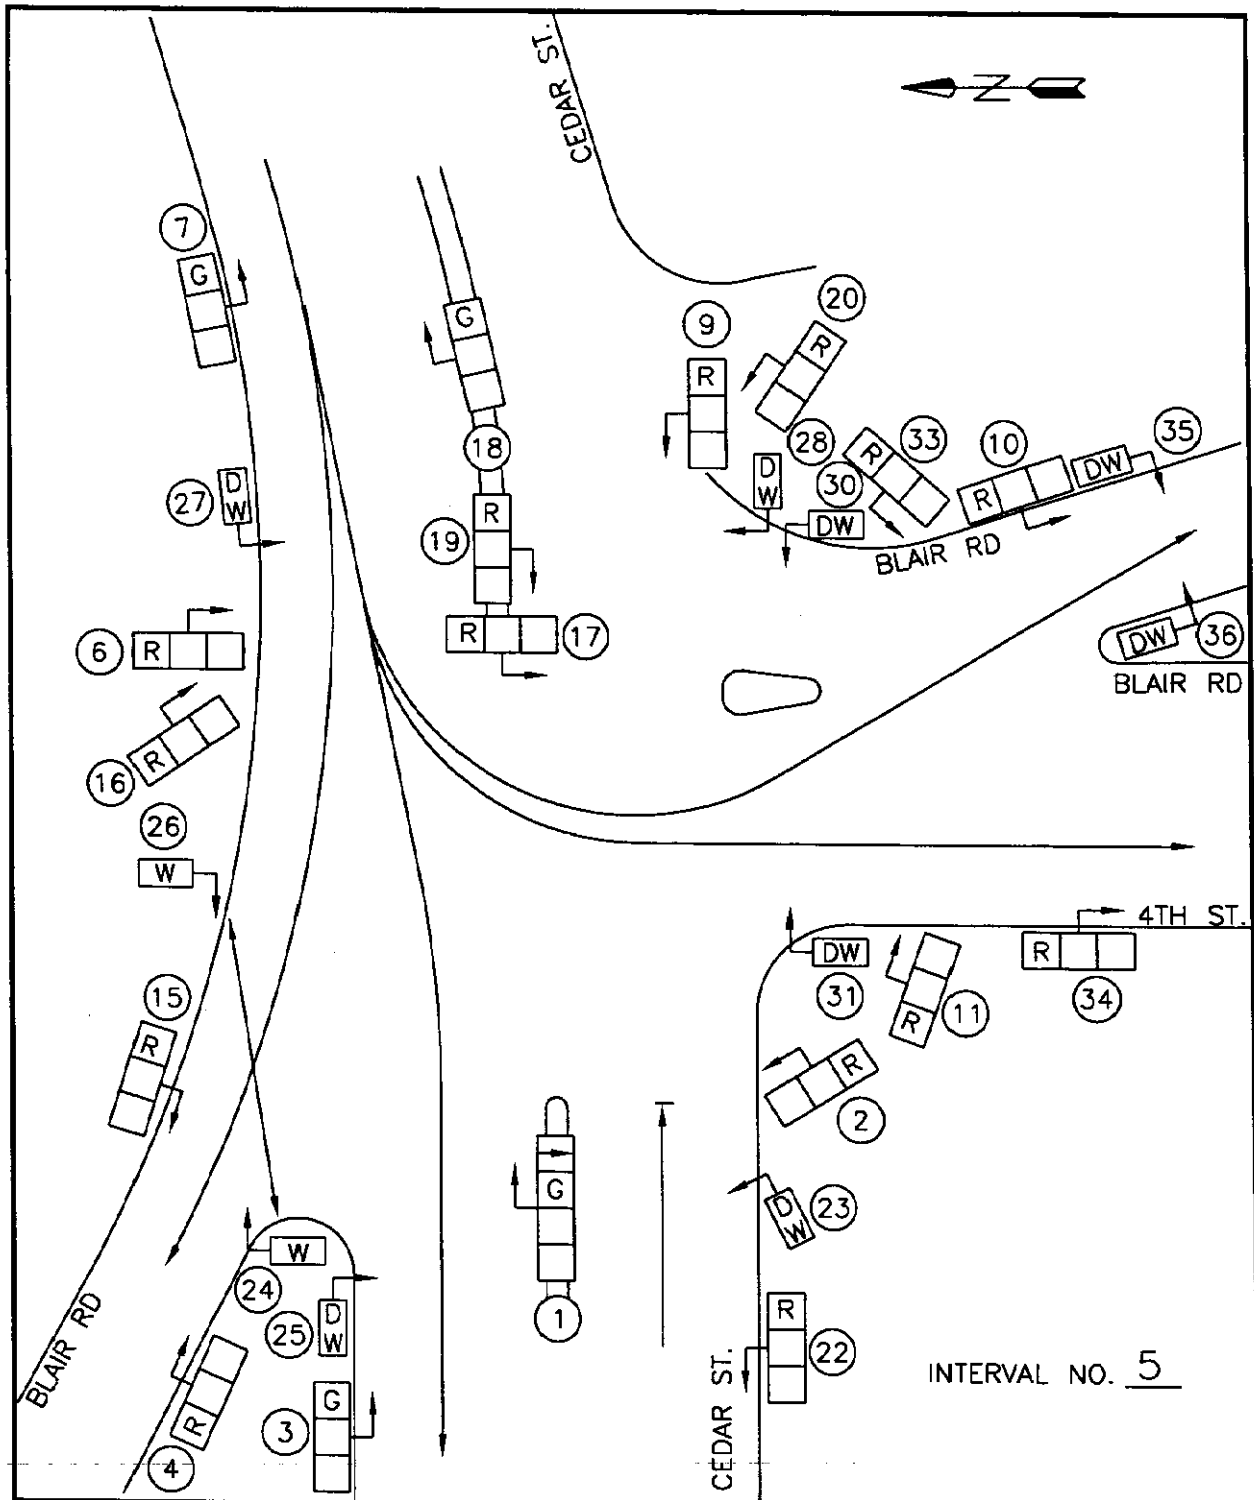 CEDAR ST.
N
7
G
20
9
R
R
G
18
28
33
R
10
R
35
DW
27
D
W
D
W
30
DW
BLAIR RD
19
R
6
R
R
17
DW
36
BLAIR RD
16
R
26
W
4TH ST.
DW
R
31
11
R
34
15
R
R
2
G
D
W
23
W
24
25
D
W
1
R
22
BLAIR RD
CEDAR ST.
INTERVAL NO. 5
R
4
3
G